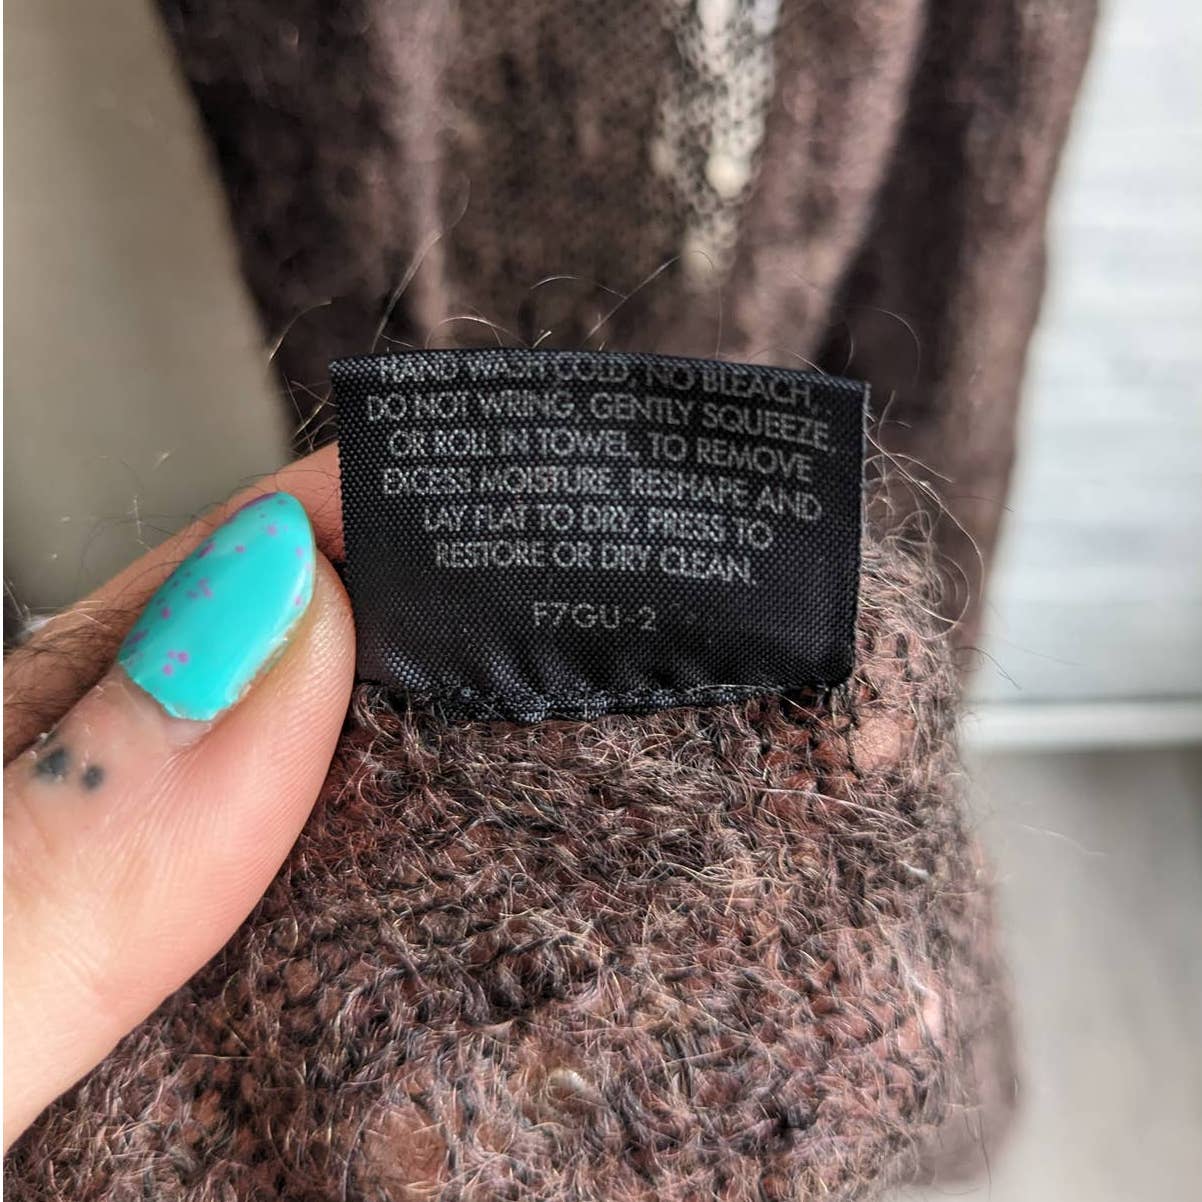 HAND WASH COLD, NO BLEACH,
DO NOT WRING, GENTLY SQUEEZE
OR ROLL IN TOWEL, TO REMOVE
EXCESS MOISTURE, RESHAPE AND
LAY FLAT TO DRY. PRESS TO
RESTORE OR DRY CLEAN.
F7GU-2